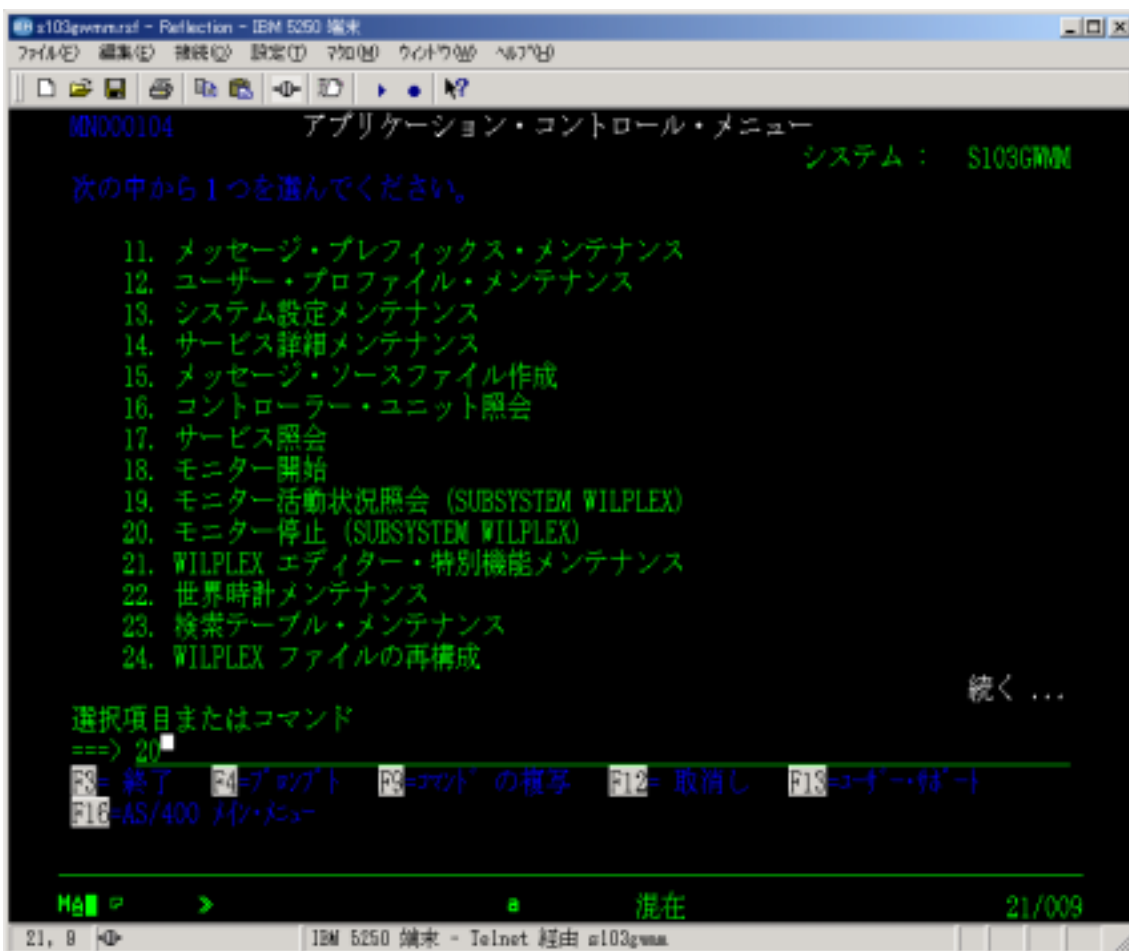 s103gwmm.rsf - Reflection - IBM 5250 端末
ファイル(F) 編集(E) 接続(C) 設定(T) マクロ(M) ウィンドウ(W) ヘルプ(H)
MN000104 アプリケーション・コントロール・メニュー
システム : S103GWMM
次の中から 1 つを選んでください。
11. メッセージ・プレフィックス・メンテナンス
12. ユーザー・プロファイル・メンテナンス
13. システム設定メンテナンス
14. サービス詳細メンテナンス
15. メッセージ・ソースファイル作成
16. コントローラー・ユニット照会
17. サービス照会
18. モニター開始
19. モニター活動状況照会 (SUBSYSTEM WILPLEX)
20. モニター停止 (SUBSYSTEM WILPLEX)
21. WILPLEX エディター・特別機能メンテナンス
22. 世界時計メンテナンス
23. 検索テーブル・メンテナンス
24. WILPLEX ファイルの再構成
続く ...
選択項目またはコマンド
===> 20
F3= 終了 F4=プロンプト F9=コマンド の複写 F12= 取消し F13=ユーザー・サポート
F16=AS/400 メイン・メニュー
MA a 混在 21/009
21, 9 IBM 5250 端末 - Telnet 経由 s103gwmm